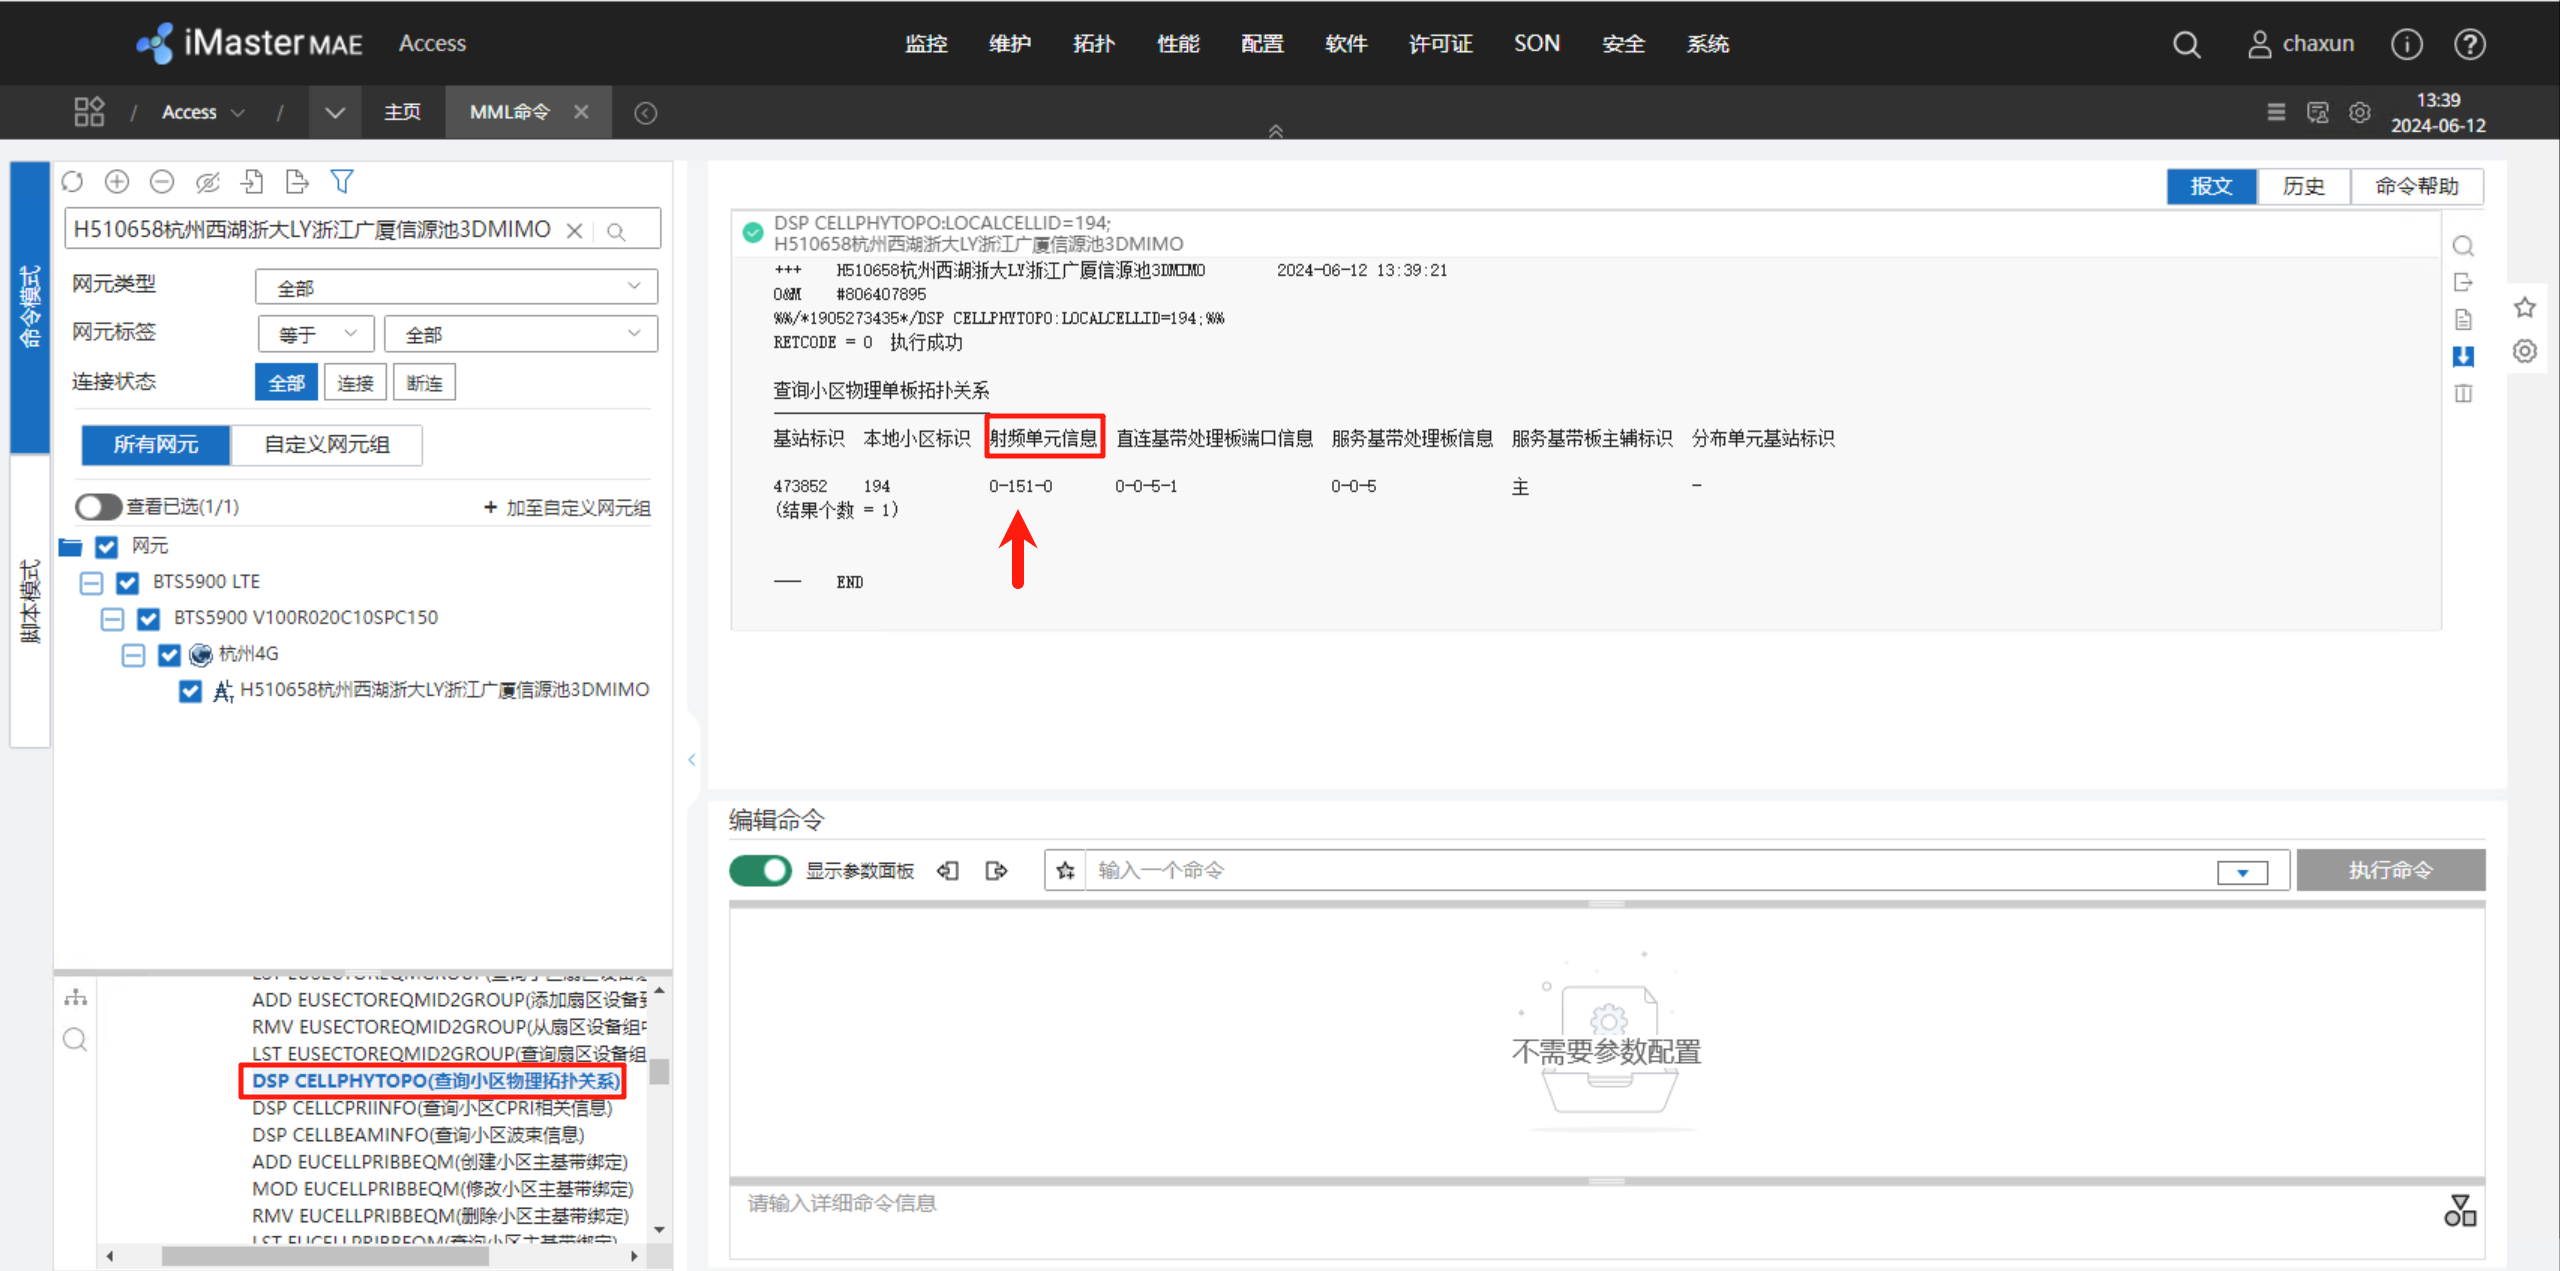 iMaster MAE Access 监控 维护 拓扑 性能 配置 软件 许可证 SON 安全 系统 chaxun
/ Access / 主页 MML命令 13:39
2024-06-12
命令模式
脚本模式
H510658杭州西湖浙大LY浙江广厦信源池3DMIMO
网元类型 全部
网元标签 等于 全部
连接状态 全部 连接 断连
所有网元 自定义网元组
查看已选(1/1) + 加至自定义网元组
网元
BTS5900 LTE
BTS5900 V100R020C10SPC150
杭州4G
H510658杭州西湖浙大LY浙江广厦信源池3DMIMO
ADD EUSECTOREQMID2GROUP(添加扇区设备
RMV EUSECTOREQMID2GROUP(从扇区设备组
LST EUSECTOREQMID2GROUP(查询扇区设备组
DSP CELLPHYTOPO(查询小区物理拓扑关系)
DSP CELLCPRIINFO(查询小区CPRI相关信息)
DSP CELLBEAMINFO(查询小区波束信息)
ADD EUCELLPRIBBEQM(创建小区主基带绑定)
MOD EUCELLPRIBBEQM(修改小区主基带绑定)
RMV EUCELLPRIBBEQM(删除小区主基带绑定)
LST EUCELLPRIBBEQM(查询小区主基带绑定)
报文 历史 命令帮助
DSP CELLPHYTOPO:LOCALCELLID=194;
H510658杭州西湖浙大LY浙江广厦信源池3DMIMO
+++ H510658杭州西湖浙大LY浙江广厦信源池3DMIMO 2024-06-12 13:39:21
O&M #806407895
%%/*1905273435*/DSP CELLPHYTOPO:LOCALCELLID=194;%%
RETCODE = 0 执行成功
查询小区物理单板拓扑关系
基站标识 本地小区标识 射频单元信息 直连基带处理板端口信息 服务基带处理板信息 服务基带板主辅标识 分布单元基站标识
473852 194 0-151-0 0-0-5-1 0-0-5 主 -
(结果个数 = 1)
--- END
编辑命令
显示参数面板 输入一个命令 执行命令
不需要参数配置
请输入详细命令信息